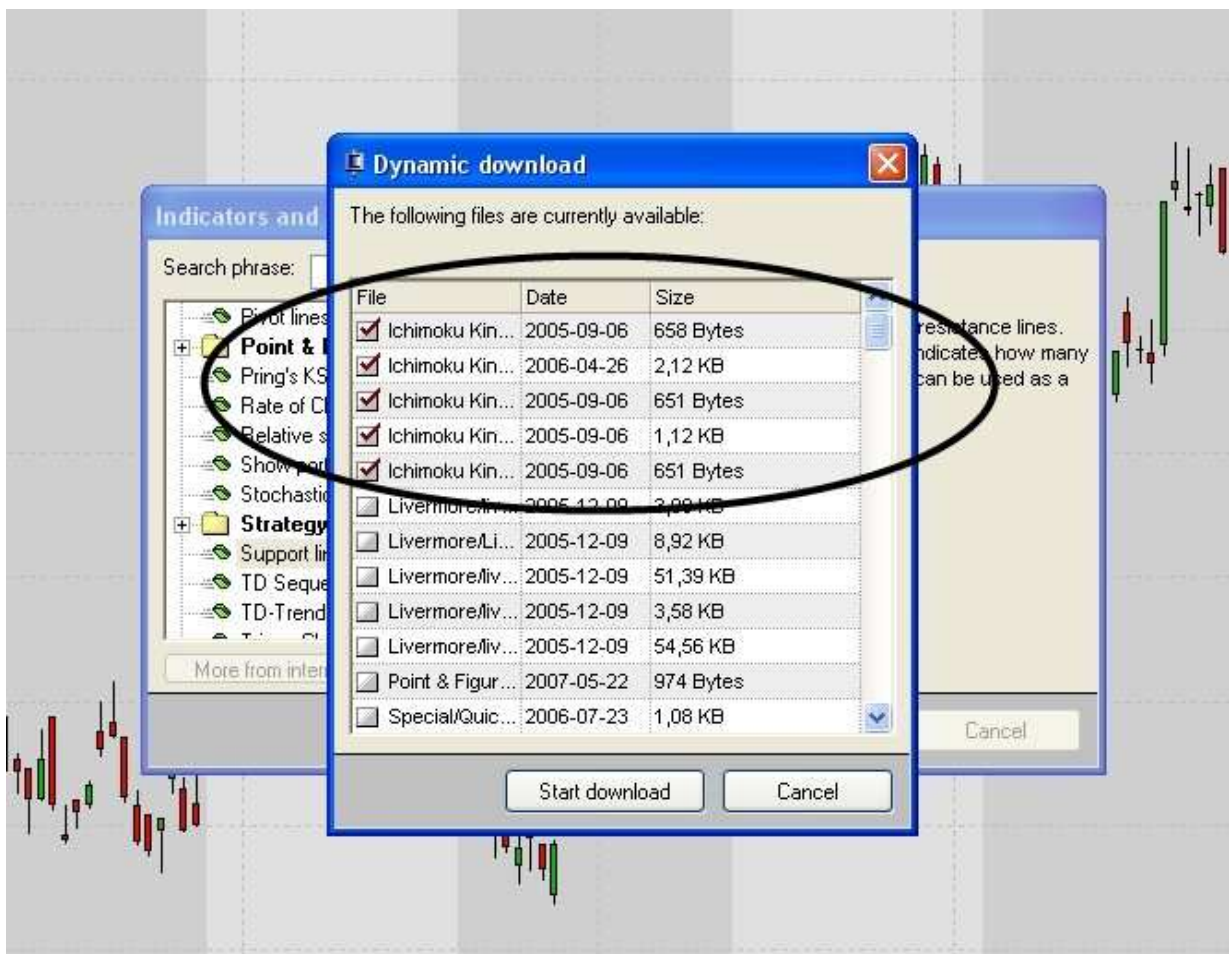 Dynamic download
The following files are currently available:
File Date Size
Ichimoku Kin... 2005-09-06 658 Bytes
Ichimoku Kin... 2006-04-26 2,12 KB
Ichimoku Kin... 2005-09-06 651 Bytes
Ichimoku Kin... 2005-09-06 1,12 KB
Ichimoku Kin... 2005-09-06 651 Bytes
2005-12-09
Livermore/Li... 2005-12-09 8,92 KB
Livermore/liv... 2005-12-09 51,39 KB
Livermore/liv... 2005-12-09 3,58 KB
Livermore/liv... 2005-12-09 54,56 KB
Point & Figur... 2007-05-22 974 Bytes
Special/Quic... 2006-07-23 1,08 KB
Start download
Cancel
Indicators and
Search phrase:
Pivot lines
Point &
Pring's KS
Rate of
Relative s
Show
Stochastic
Strategy
Support
TD Seque
TD-Trend
More from inter
resistance lines.
indicates how many
can be used as a
Cancel